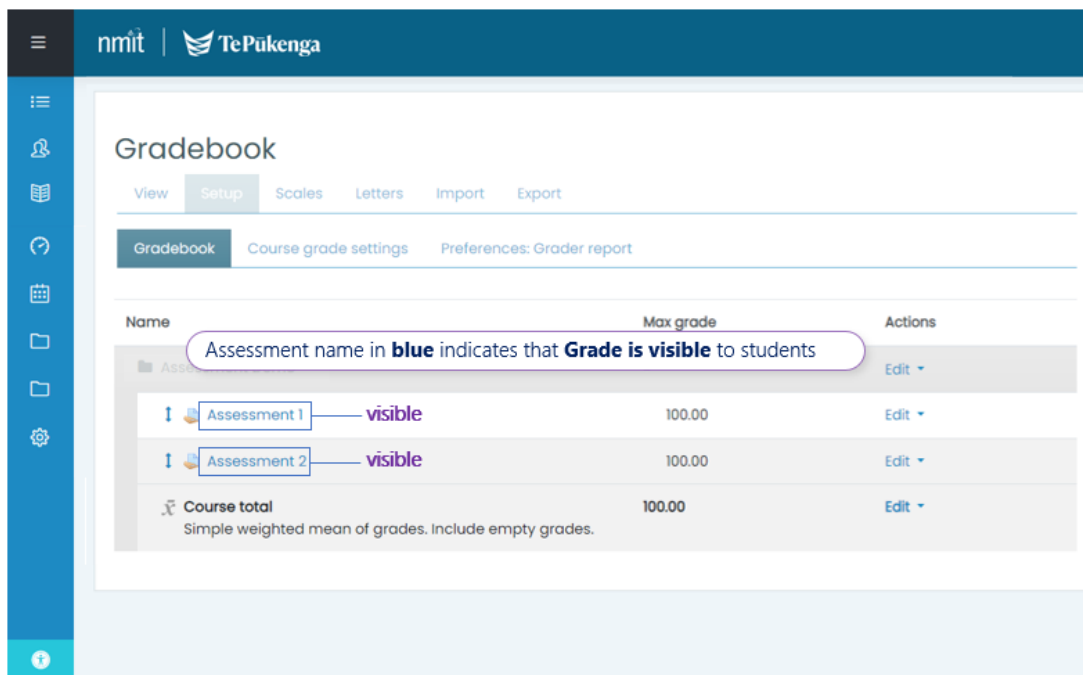 nmit | Te Pūkenga
Gradebook
View Setup Scales Letters Import Export
Gradebook Course grade settings Preferences: Grader report
Name Max grade Actions
Assessment name in blue indicates that Grade is visible to students
Edit
Assessment 1 visible 100.00 Edit
Assessment 2 visible 100.00 Edit
Course total 100.00 Edit
Simple weighted mean of grades. Include empty grades.